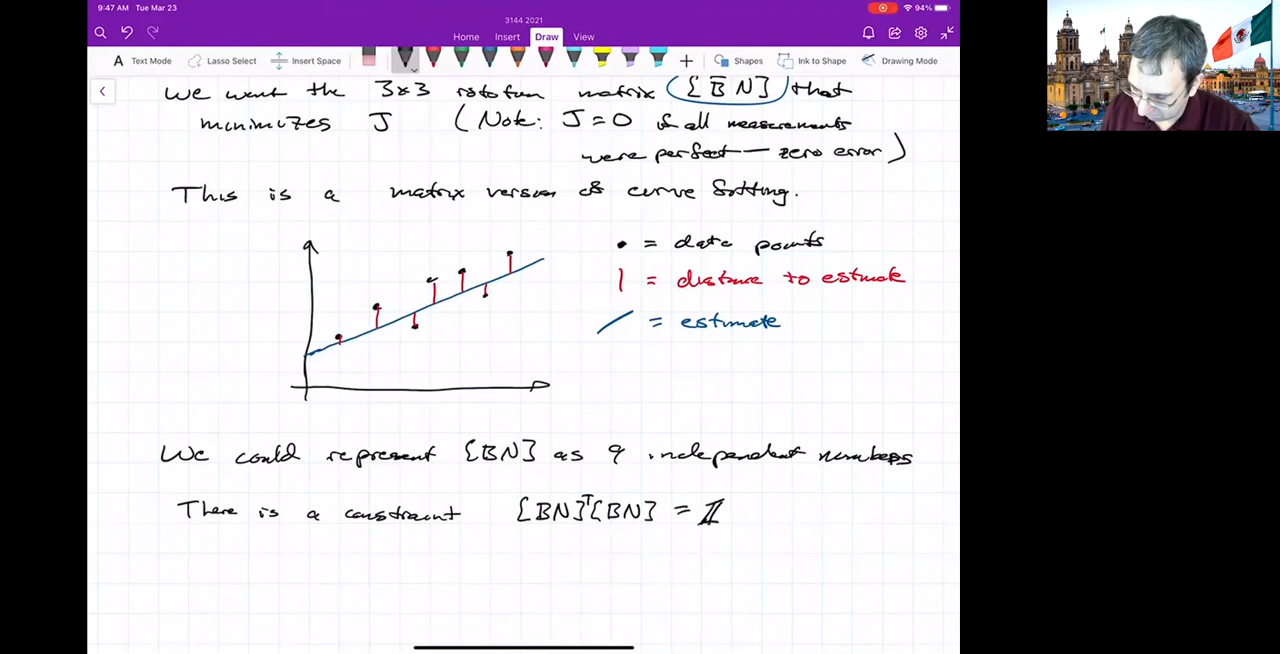 9:47 AM Tue Mar 23
94%
3144 2021
Home Insert Draw View
A Text Mode Lasso Select Insert Space Shapes Ink to Shape Drawing Mode
We want the 3x3 rotation matrix [B̄N] that
minimizes J (Note: J=0 if all measurements
were perfect — zero error)
This is a matrix version of curve fitting.
• = data points
| = distance to estimate
/ = estimate
We could represent [BN] as 9 independent numbers
There is a constraint [BN]ᵀ[BN] = 𝟙